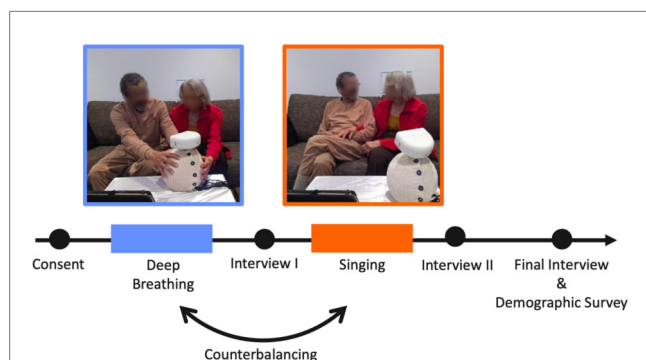 Consent
Deep
Breathing
Interview I
Singing
Interview II
Final Interview
&
Demographic Survey
Counterbalancing